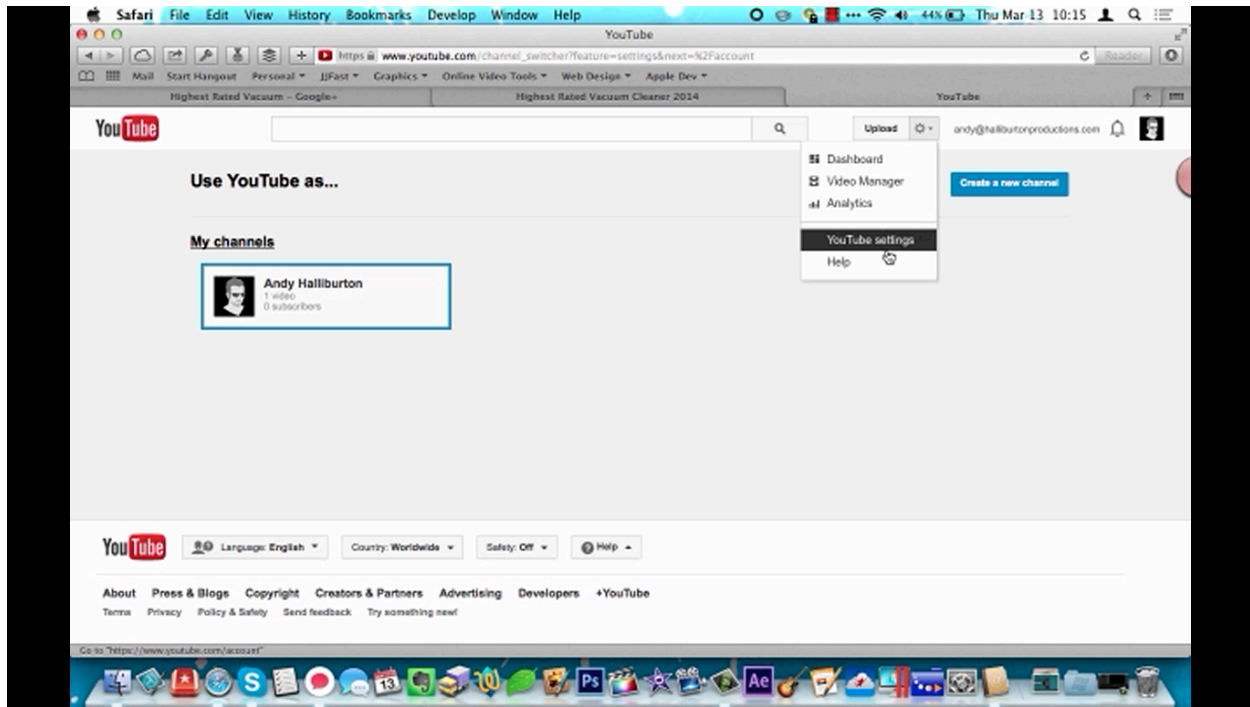 Safari File Edit View History Bookmarks Develop Window Help 44% Thu Mar 13 10:15
YouTube
https www.youtube.com/channel_switcher?feature=settings&next=%2Faccount Reader
Mail Start Hangout Personal JJFast Graphics Online Video Tools Web Design Apple Dev
Highest Rated Vacuum – Google+ Highest Rated Vacuum Cleaner 2014 YouTube
YouTube Upload andy@halliburtonproductions.com
Dashboard
Use YouTube as... Video Manager Create a new channel
Analytics
My channels YouTube settings
Help
Andy Halliburton
1 video
0 subscribers
YouTube Language: English Country: Worldwide Safety: Off Help
About Press & Blogs Copyright Creators & Partners Advertising Developers +YouTube
Terms Privacy Policy & Safety Send feedback Try something new!
Go to "https://www.youtube.com/account"
13 Ps Ae